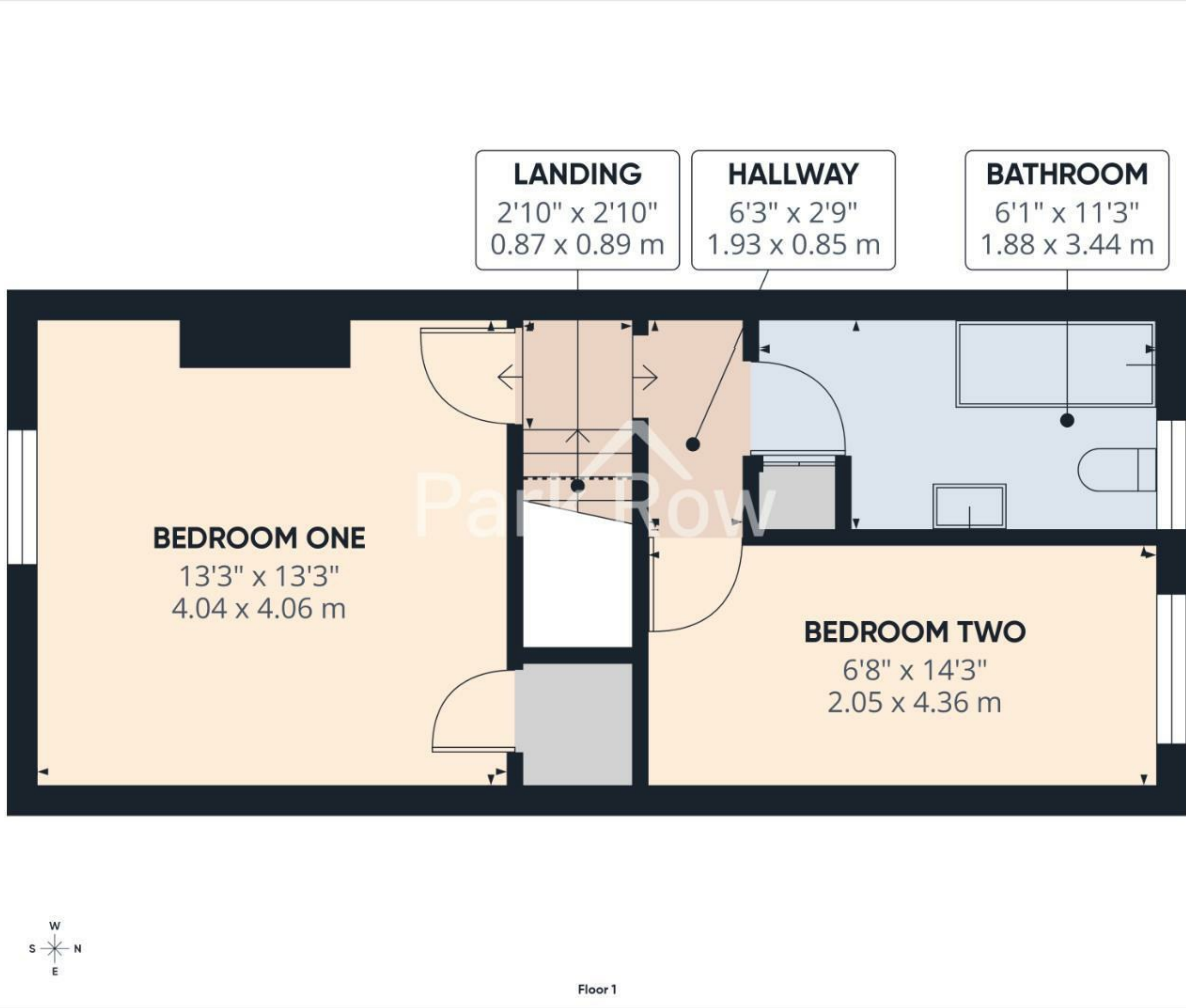 LANDING
2'10" x 2'10"
0.87 x 0.89 m
HALLWAY
6'3" x 2'9"
1.93 x 0.85 m
BATHROOM
6'1" x 11'3"
1.88 x 3.44 m
Park Row
BEDROOM ONE
13'3" x 13'3"
4.04 x 4.06 m
BEDROOM TWO
6'8" x 14'3"
2.05 x 4.36 m
W
S N
E
Floor 1